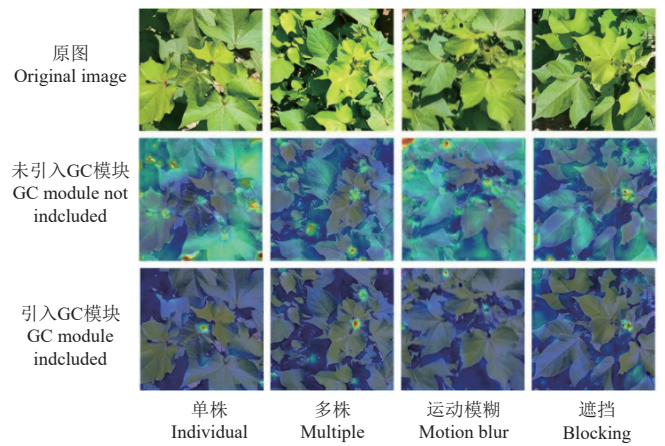 原图
Original image
未引入GC模块
GC module not
indcluded
引入GC模块
GC module
indcluded
单株
Individual
多株
Multiple
运动模糊
Motion blur
遮挡
Blocking